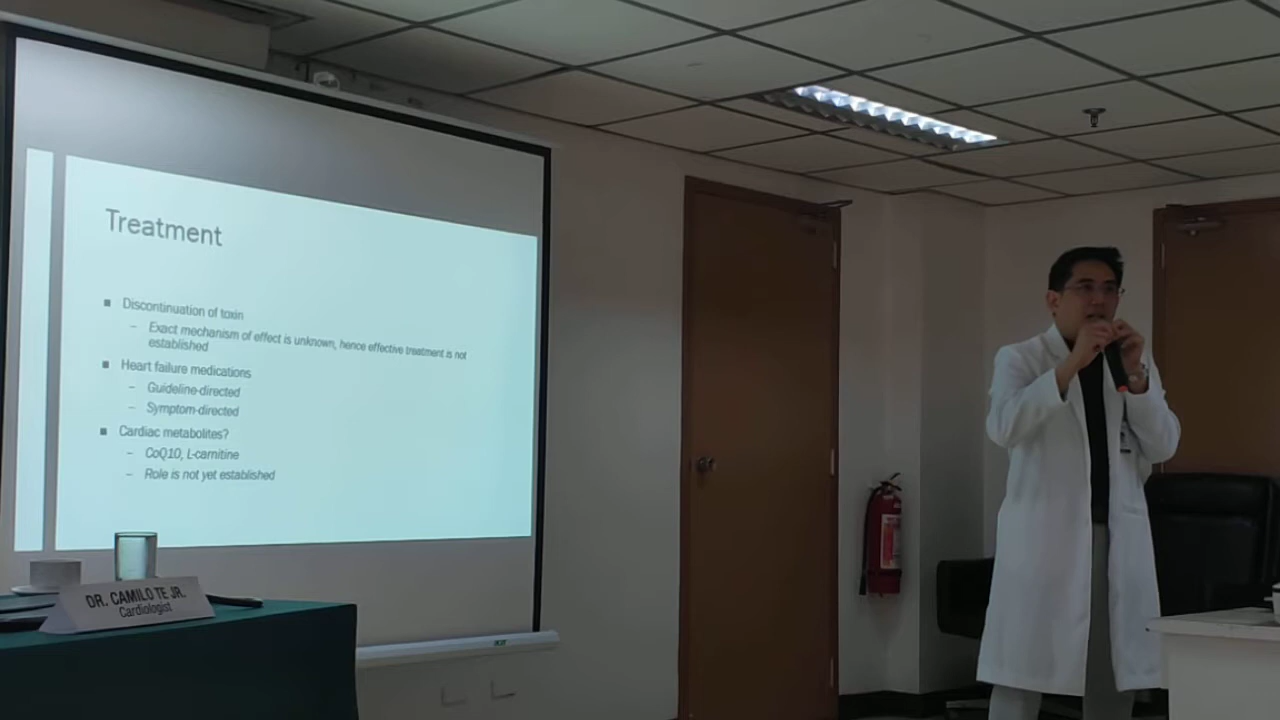 Treatment
■ Discontinuation of toxin
– Exact mechanism of effect is unknown, hence effective treatment is not
established
■ Heart failure medications
– Guideline-directed
– Symptom-directed
■ Cardiac metabolites?
– CoQ10, L-carnitine
– Role is not yet established
DR. CAMILO TE JR.
Cardiologist
acer